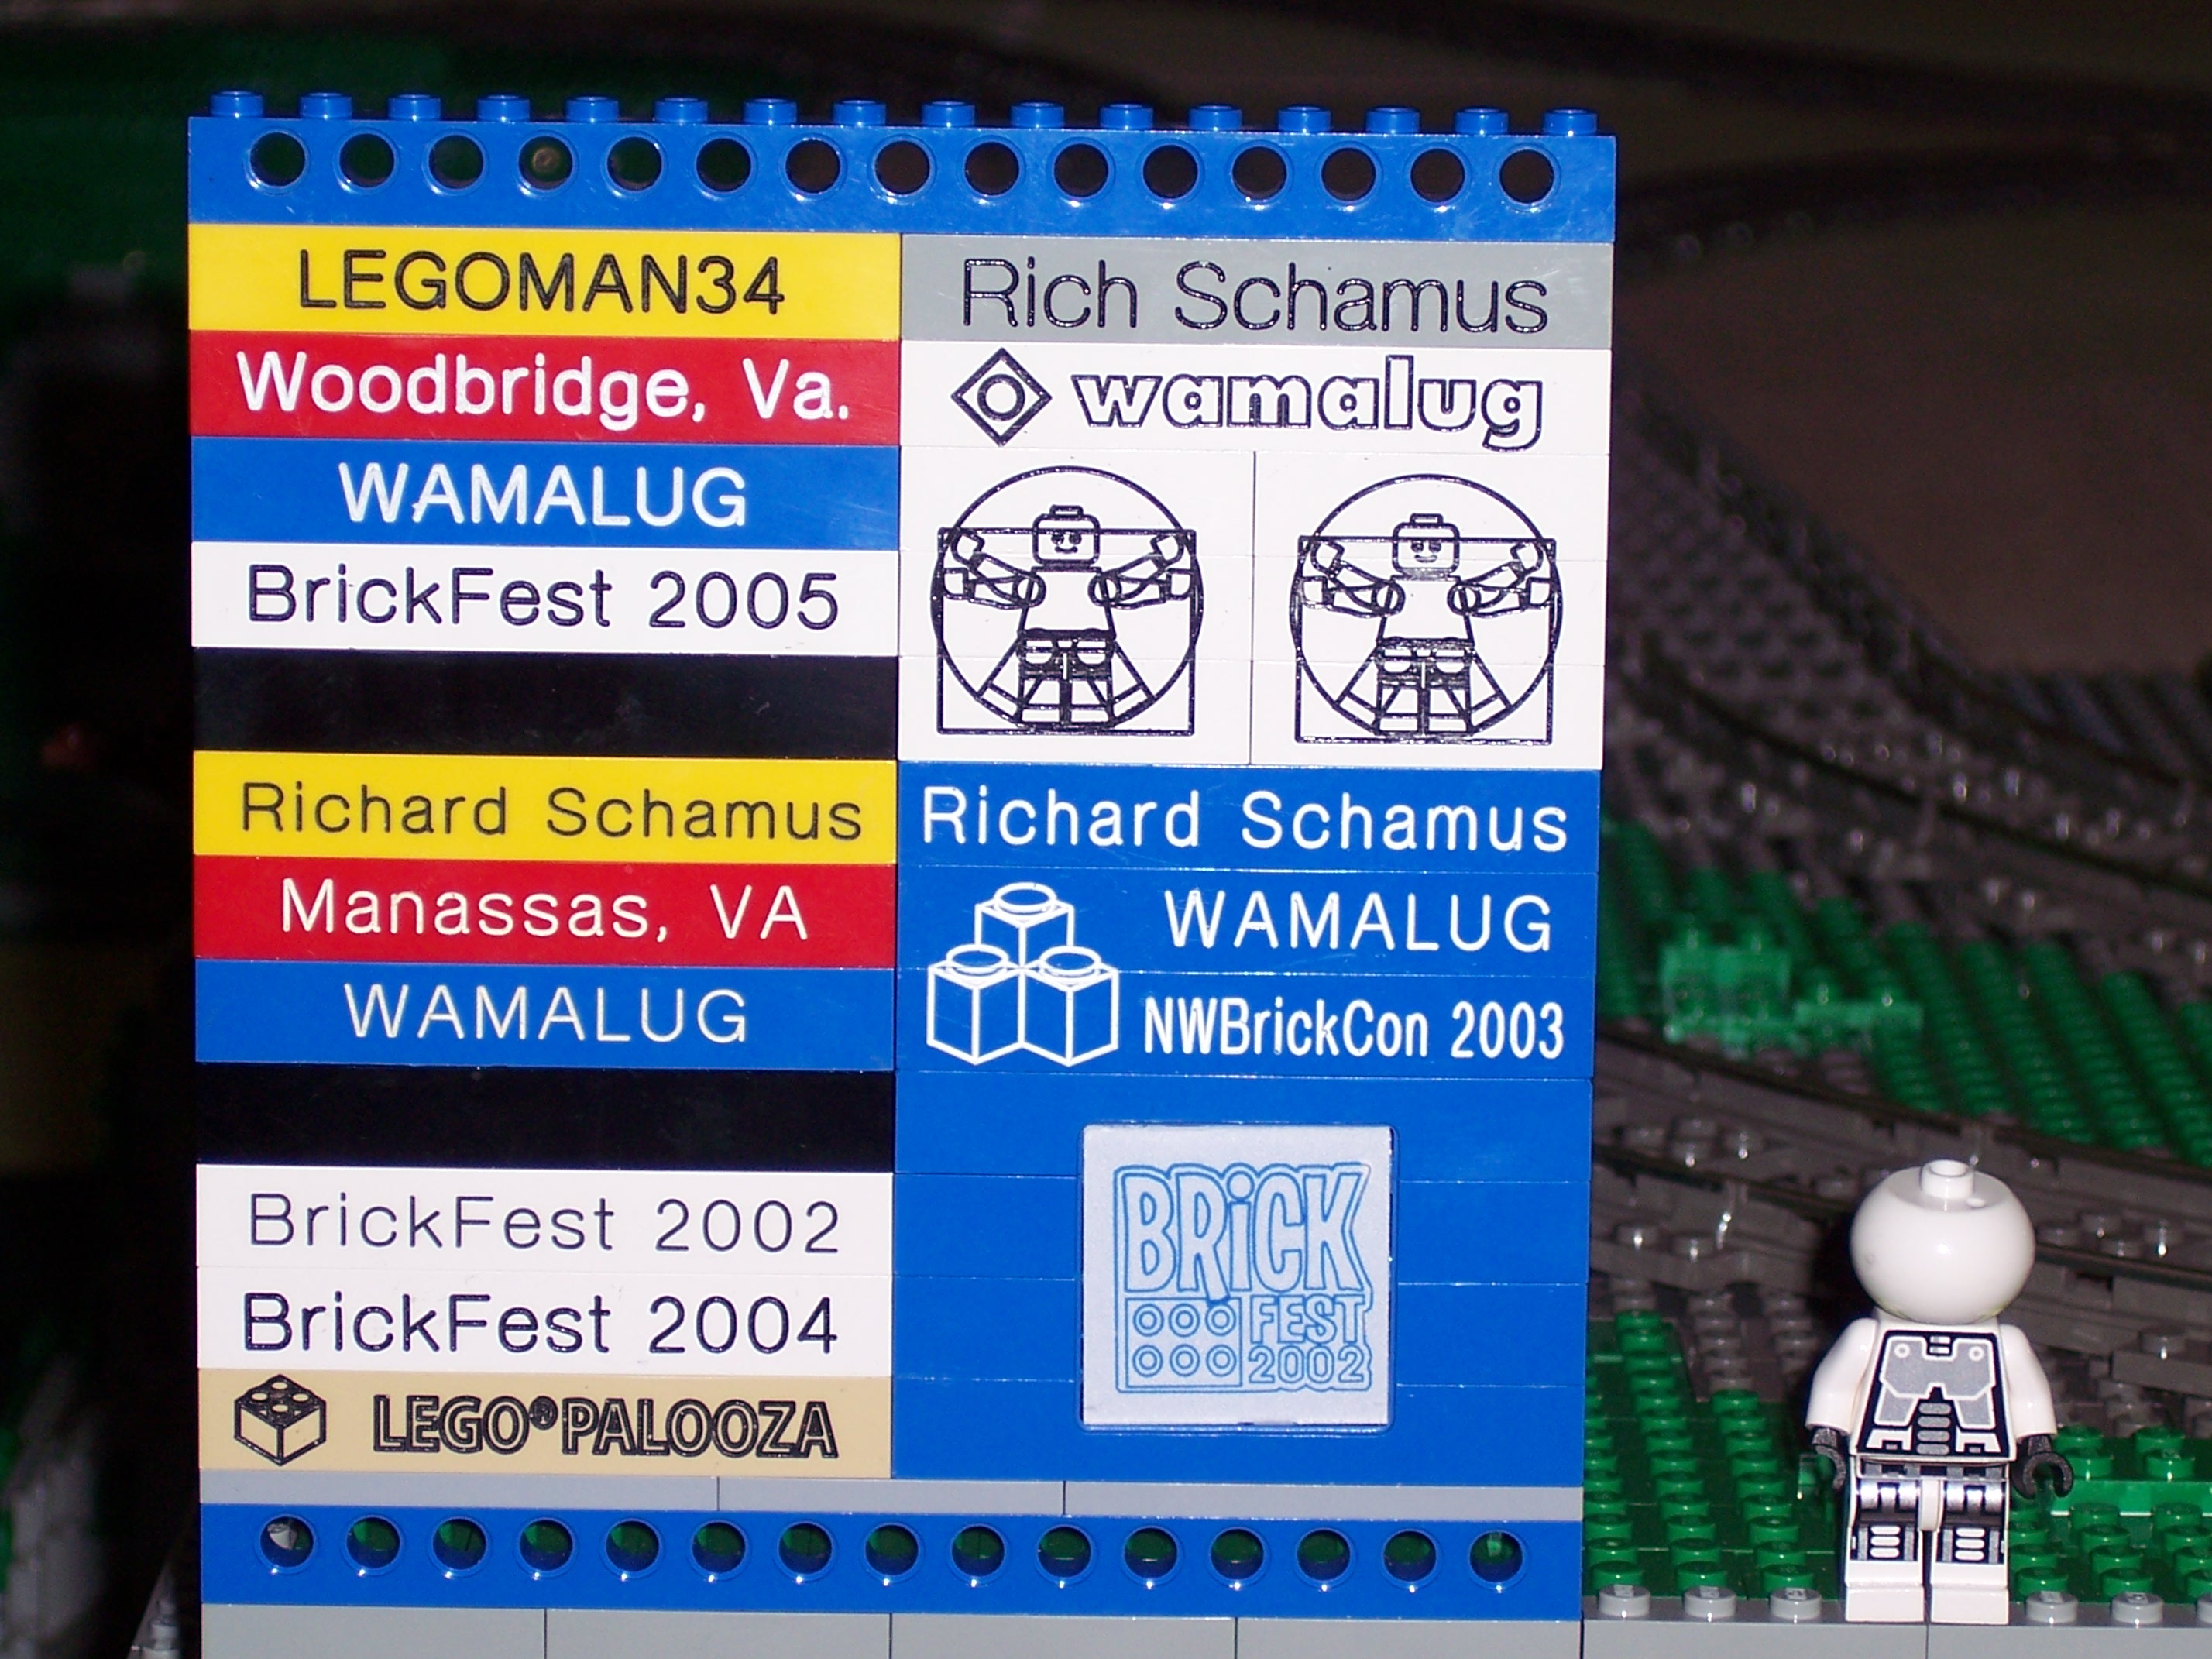 LEGOMAN34
Woodbridge, Va.
WAMALUG
BrickFest 2005
Richard Schamus
Manassas, VA
WAMALUG
BrickFest 2002
BrickFest 2004
LEGO®PALOOZA
Rich Schamus
wamalug
Richard Schamus
WAMALUG
NWBrickCon 2003
BRiCK
FEST
2002